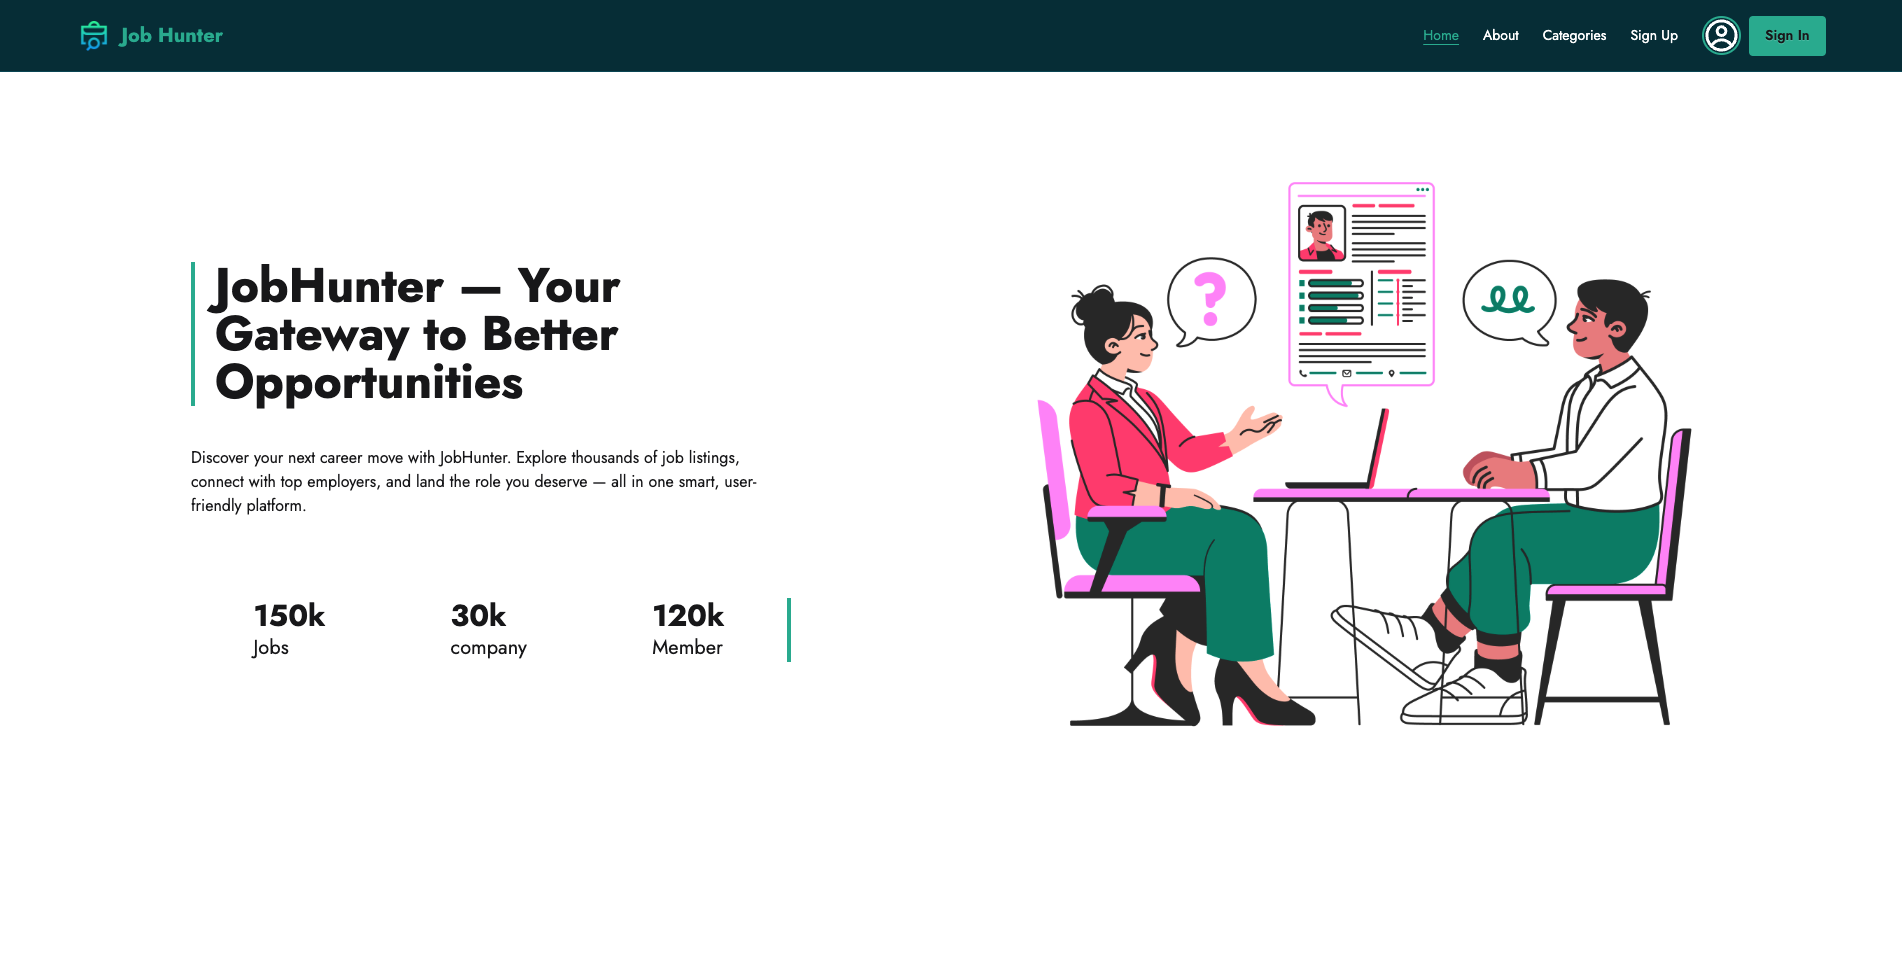 Job Hunter
Home About Categories Sign Up Sign In
JobHunter — Your
Gateway to Better
Opportunities
Discover your next career move with JobHunter. Explore thousands of job listings,
connect with top employers, and land the role you deserve — all in one smart, user-
friendly platform.
150k 30k 120k
Jobs company Member
?